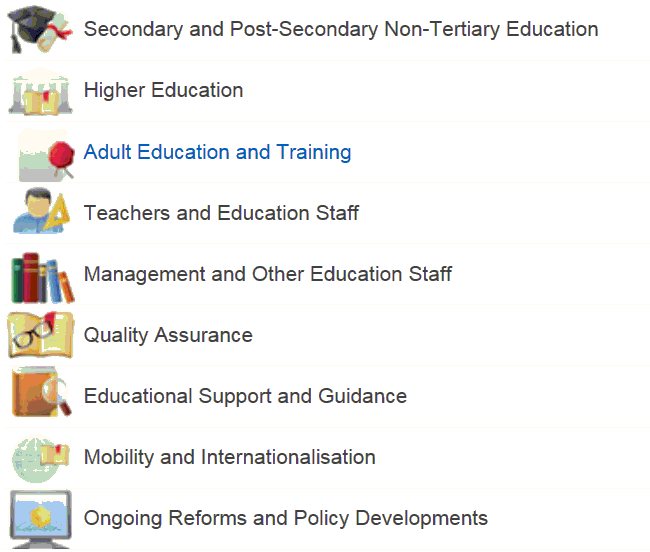 Secondary and Post-Secondary Non-Tertiary Education
Higher Education
Adult Education and Training
Teachers and Education Staff
Management and Other Education Staff
Quality Assurance
Educational Support and Guidance
Mobility and Internationalisation
Ongoing Reforms and Policy Developments